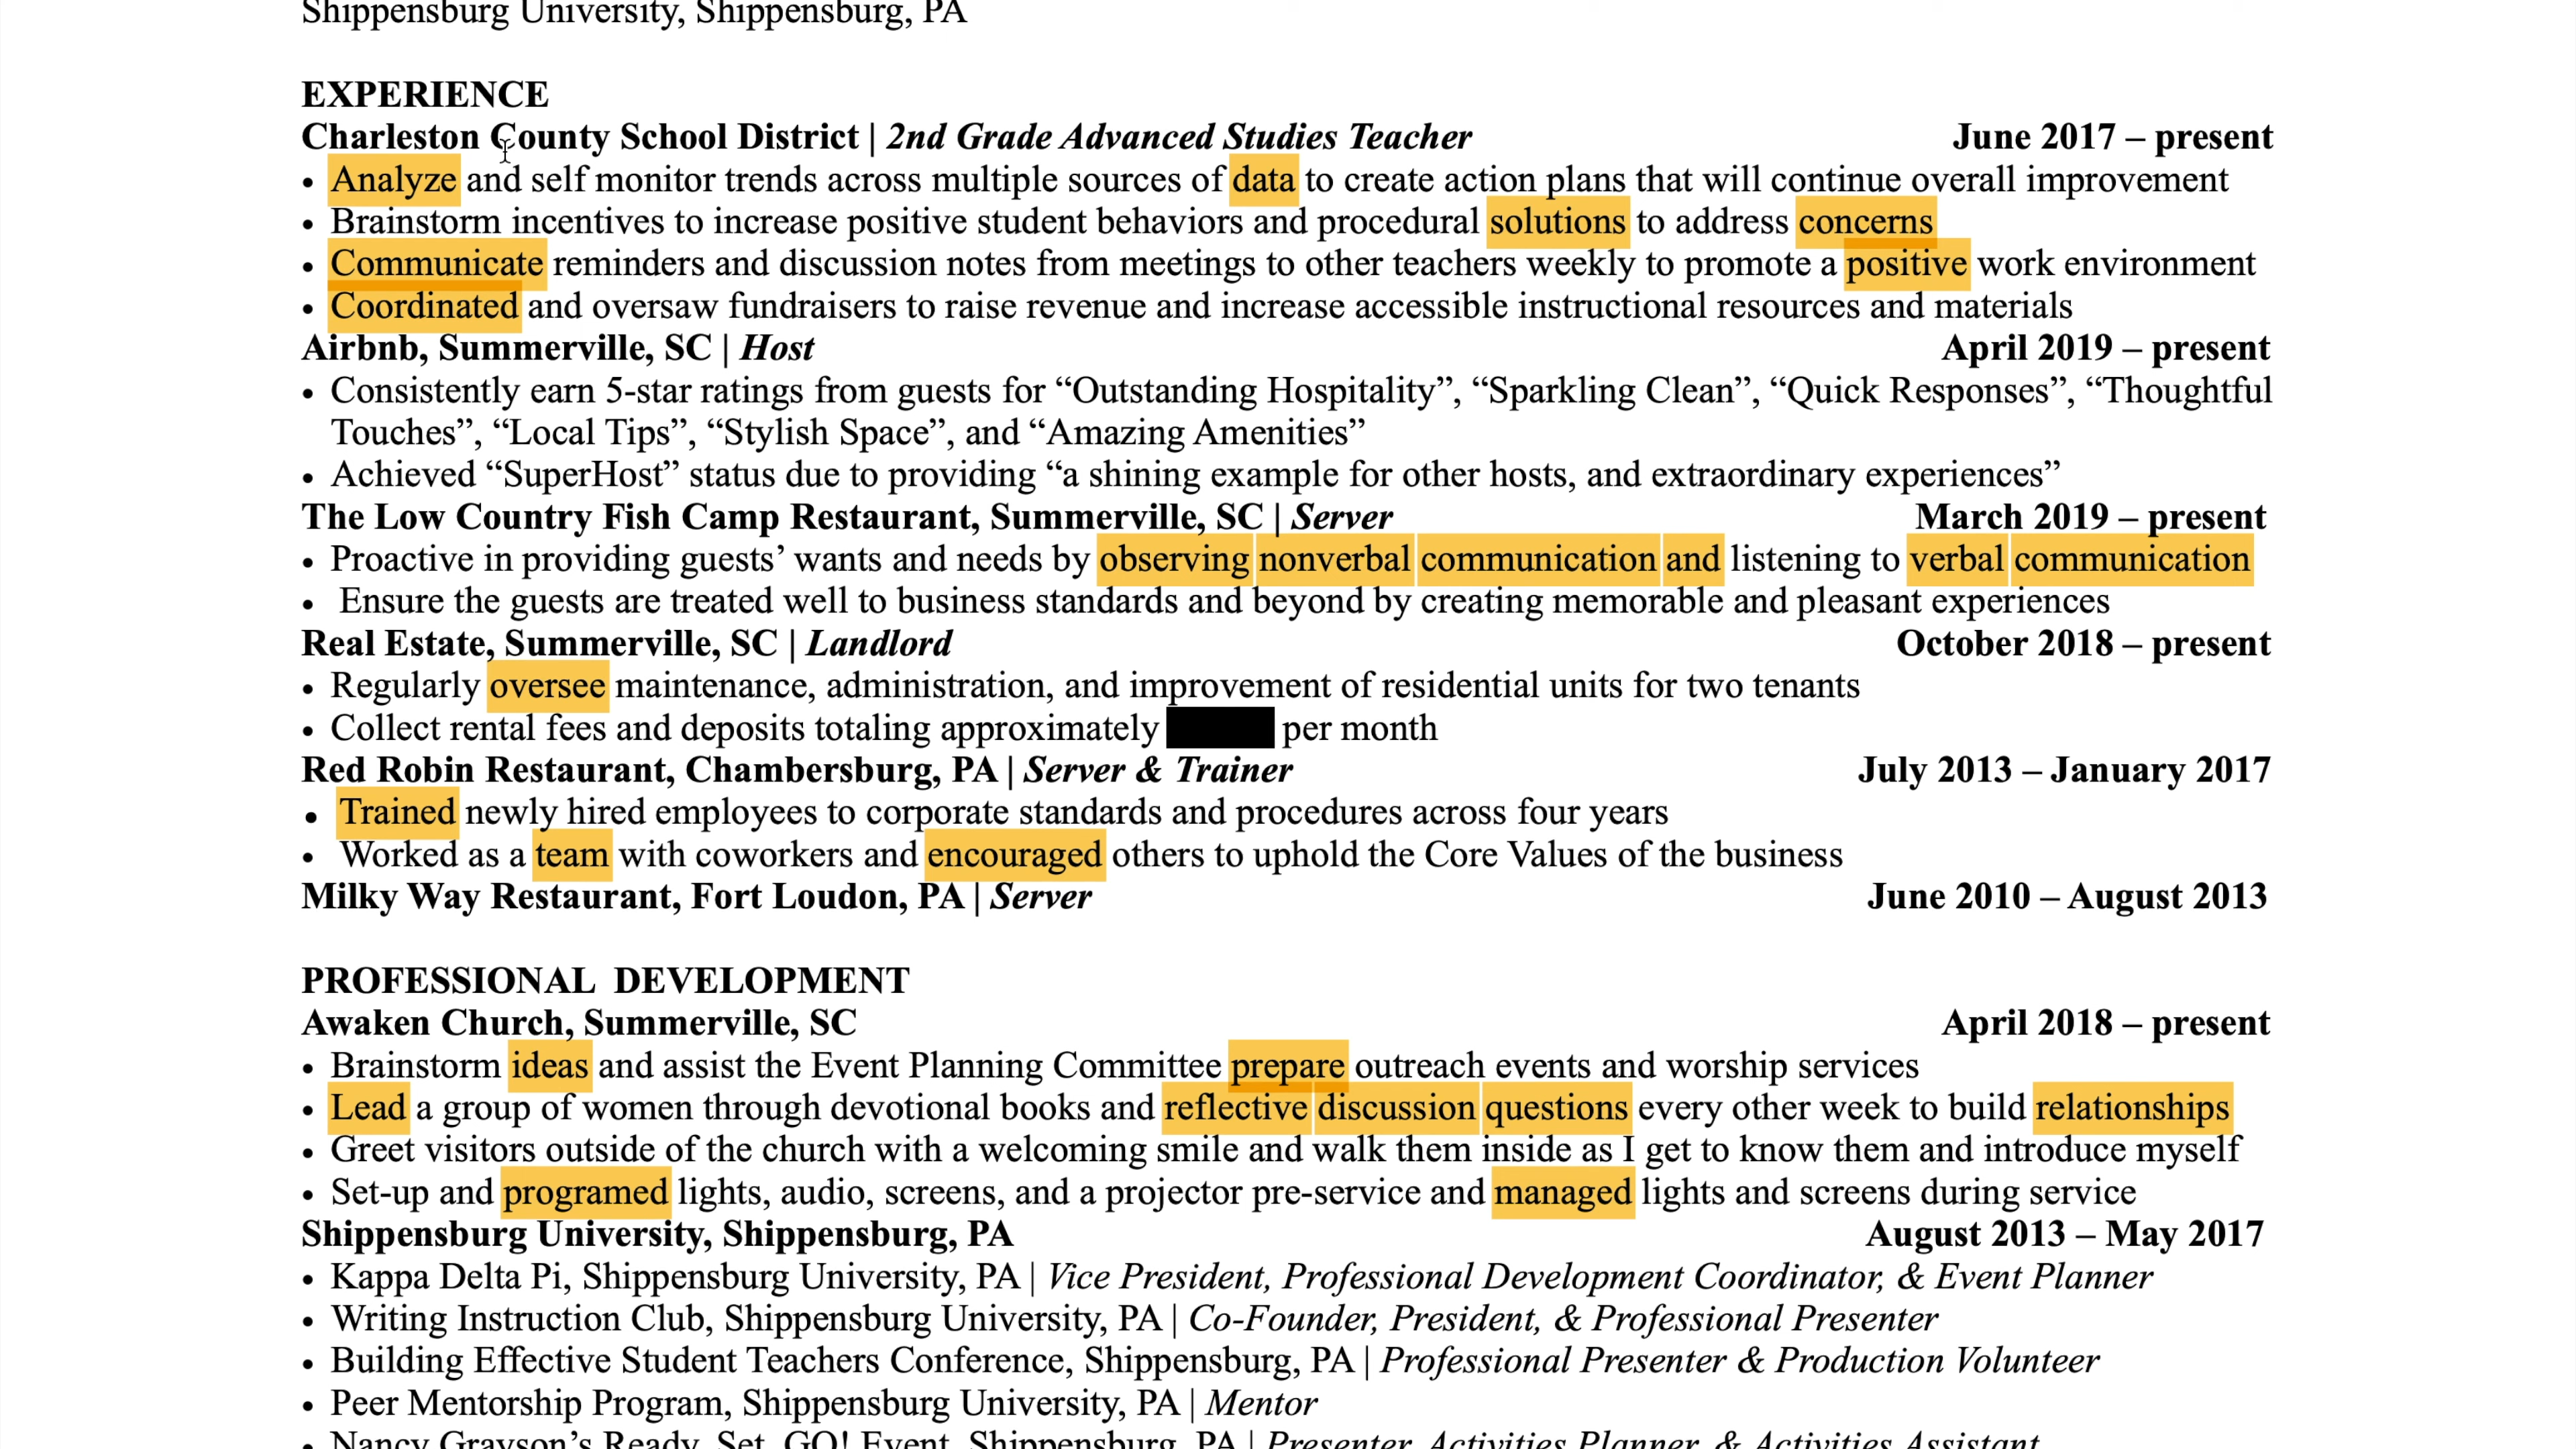 Shippensburg University, Shippensburg, PA
EXPERIENCE
Charleston County School District | 2nd Grade Advanced Studies Teacher June 2017 – present
• Analyze and self monitor trends across multiple sources of data to create action plans that will continue overall improvement
• Brainstorm incentives to increase positive student behaviors and procedural solutions to address concerns
• Communicate reminders and discussion notes from meetings to other teachers weekly to promote a positive work environment
• Coordinated and oversaw fundraisers to raise revenue and increase accessible instructional resources and materials
Airbnb, Summerville, SC | Host April 2019 – present
• Consistently earn 5-star ratings from guests for “Outstanding Hospitality”, “Sparkling Clean”, “Quick Responses”, “Thoughtful
Touches”, “Local Tips”, “Stylish Space”, and “Amazing Amenities”
• Achieved “SuperHost” status due to providing “a shining example for other hosts, and extraordinary experiences”
The Low Country Fish Camp Restaurant, Summerville, SC | Server March 2019 – present
• Proactive in providing guests’ wants and needs by observing nonverbal communication and listening to verbal communication
• Ensure the guests are treated well to business standards and beyond by creating memorable and pleasant experiences
Real Estate, Summerville, SC | Landlord October 2018 – present
• Regularly oversee maintenance, administration, and improvement of residential units for two tenants
• Collect rental fees and deposits totaling approximately per month
Red Robin Restaurant, Chambersburg, PA | Server & Trainer July 2013 – January 2017
• Trained newly hired employees to corporate standards and procedures across four years
• Worked as a team with coworkers and encouraged others to uphold the Core Values of the business
Milky Way Restaurant, Fort Loudon, PA | Server June 2010 – August 2013
PROFESSIONAL DEVELOPMENT
Awaken Church, Summerville, SC April 2018 – present
• Brainstorm ideas and assist the Event Planning Committee prepare outreach events and worship services
• Lead a group of women through devotional books and reflective discussion questions every other week to build relationships
• Greet visitors outside of the church with a welcoming smile and walk them inside as I get to know them and introduce myself
• Set-up and programed lights, audio, screens, and a projector pre-service and managed lights and screens during service
Shippensburg University, Shippensburg, PA August 2013 – May 2017
• Kappa Delta Pi, Shippensburg University, PA | Vice President, Professional Development Coordinator, & Event Planner
• Writing Instruction Club, Shippensburg University, PA | Co-Founder, President, & Professional Presenter
• Building Effective Student Teachers Conference, Shippensburg, PA | Professional Presenter & Production Volunteer
• Peer Mentorship Program, Shippensburg University, PA | Mentor
• Nancy Grayson’s Ready, Set, GO! Event, Shippensburg, PA | Presenter, Activities Planner, & Activities Assistant